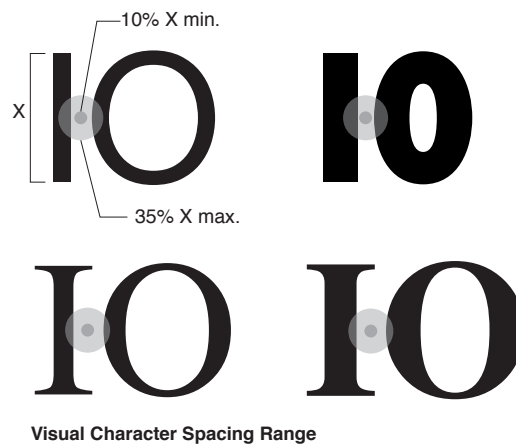 10% X min.
IO
IO
X
35% X max.
IO
IO
Visual Character Spacing Range